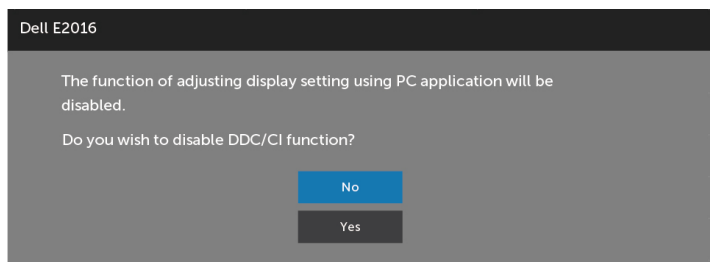 Dell E2016
The function of adjusting display setting using PC application will be
disabled.
Do you wish to disable DDC/CI function?
No
Yes